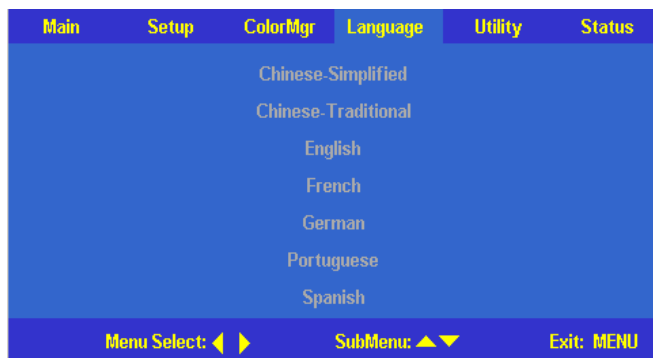 Main Setup ColorMgr Language Utility Status
Chinese-Simplified
Chinese-Traditional
English
French
German
Portuguese
Spanish
Menu Select: SubMenu: Exit: MENU